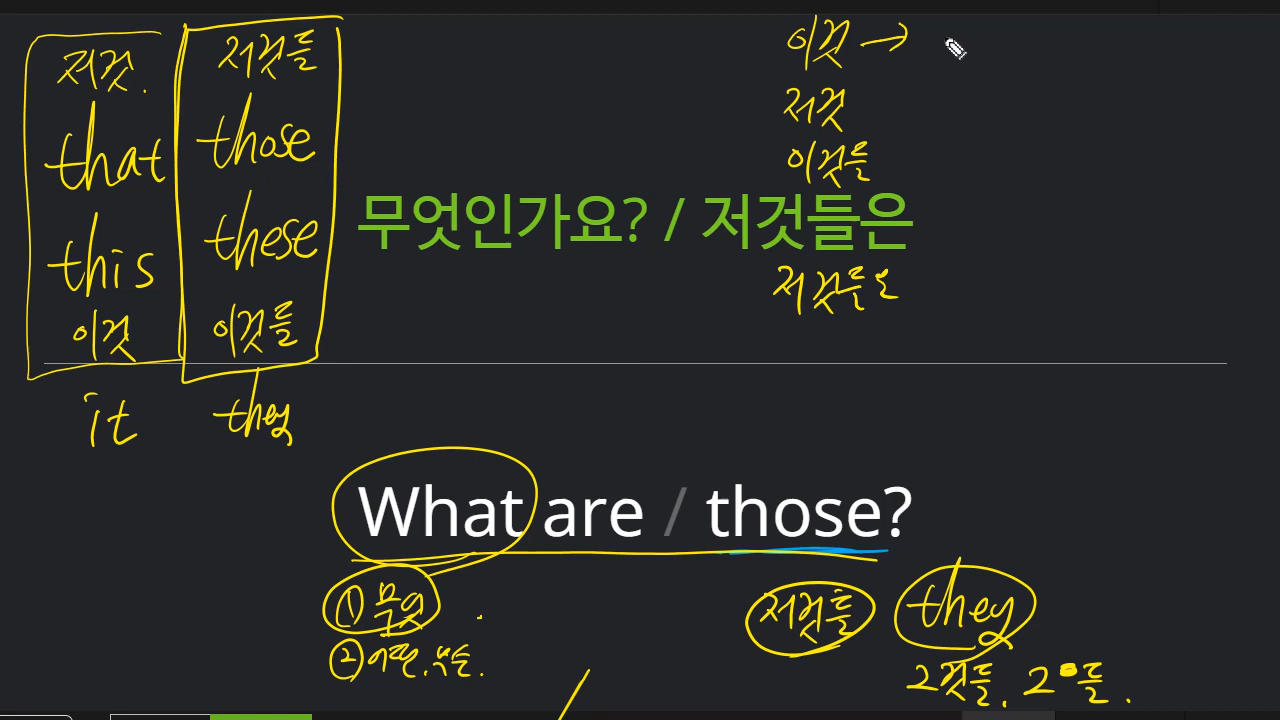 저것. 저것들
that those
this these
이것 이것들
it they
이것 →
저것
이것들
무엇인가요? / 저것들은
저것들은
What are / those?
① 무엇
② 어떤, 무슨.
저것들 they
그것들, 그들.